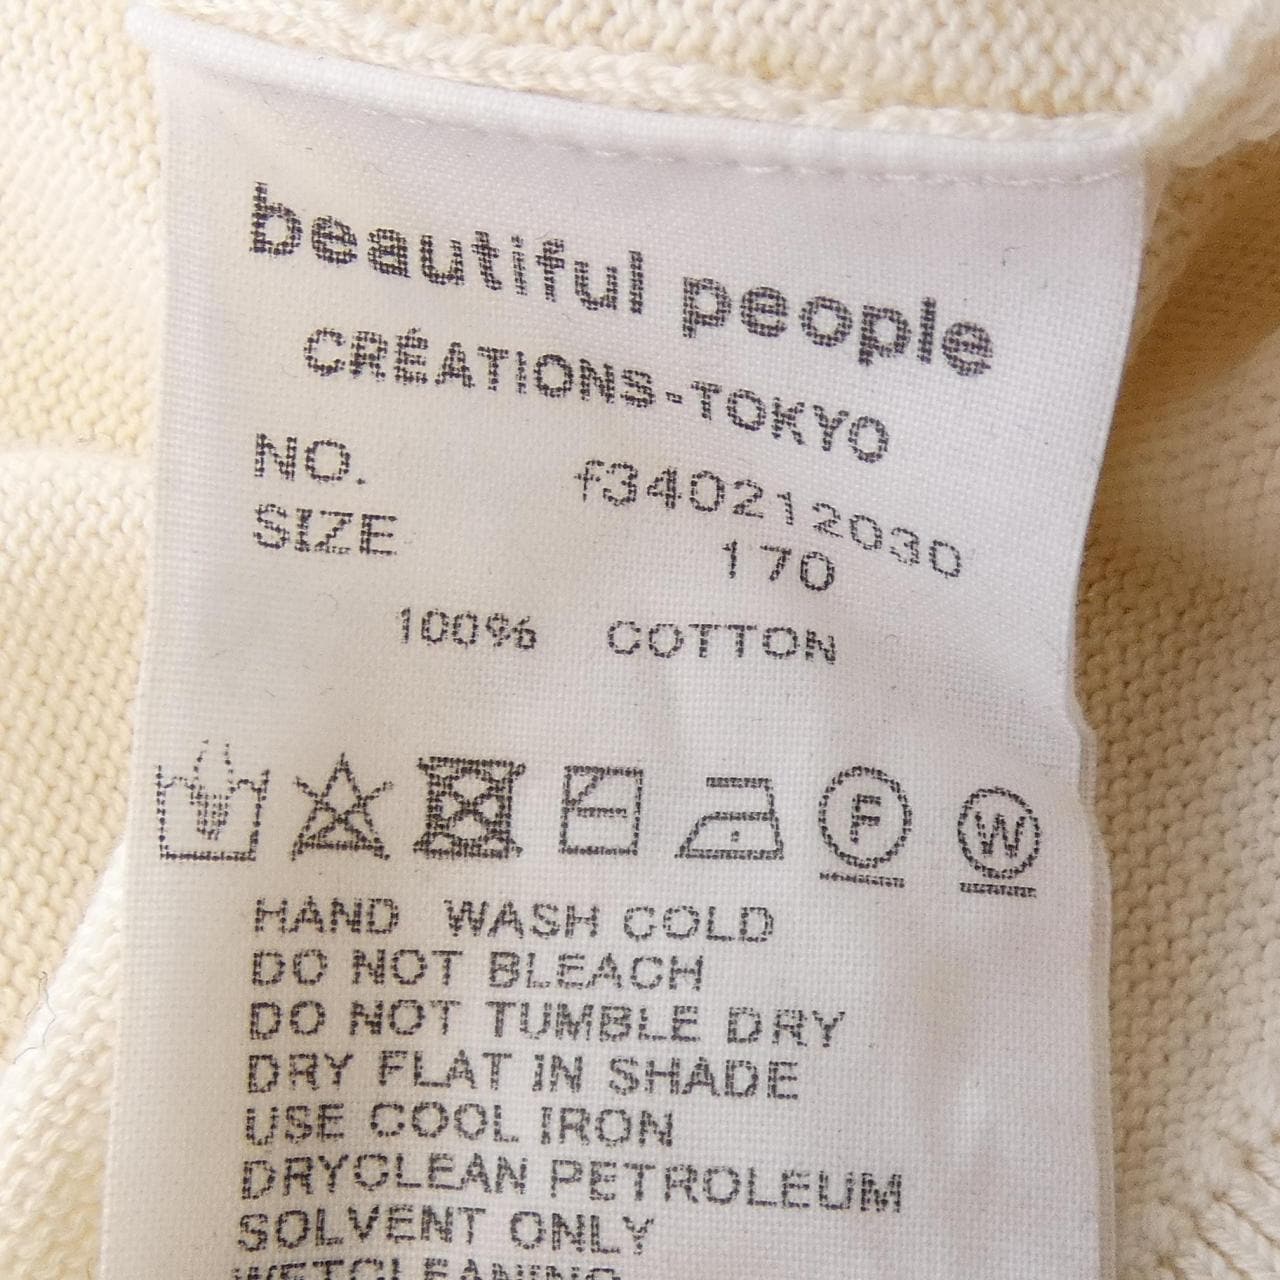 beautiful people
CRÉATIONS-TOKYO
NO. f340212030
SIZE 170
100% COTTON
F W
HAND WASH COLD
DO NOT BLEACH
DO NOT TUMBLE DRY
DRY FLAT IN SHADE
USE COOL IRON
DRYCLEAN PETROLEUM
SOLVENT ONLY
WETCLEANING